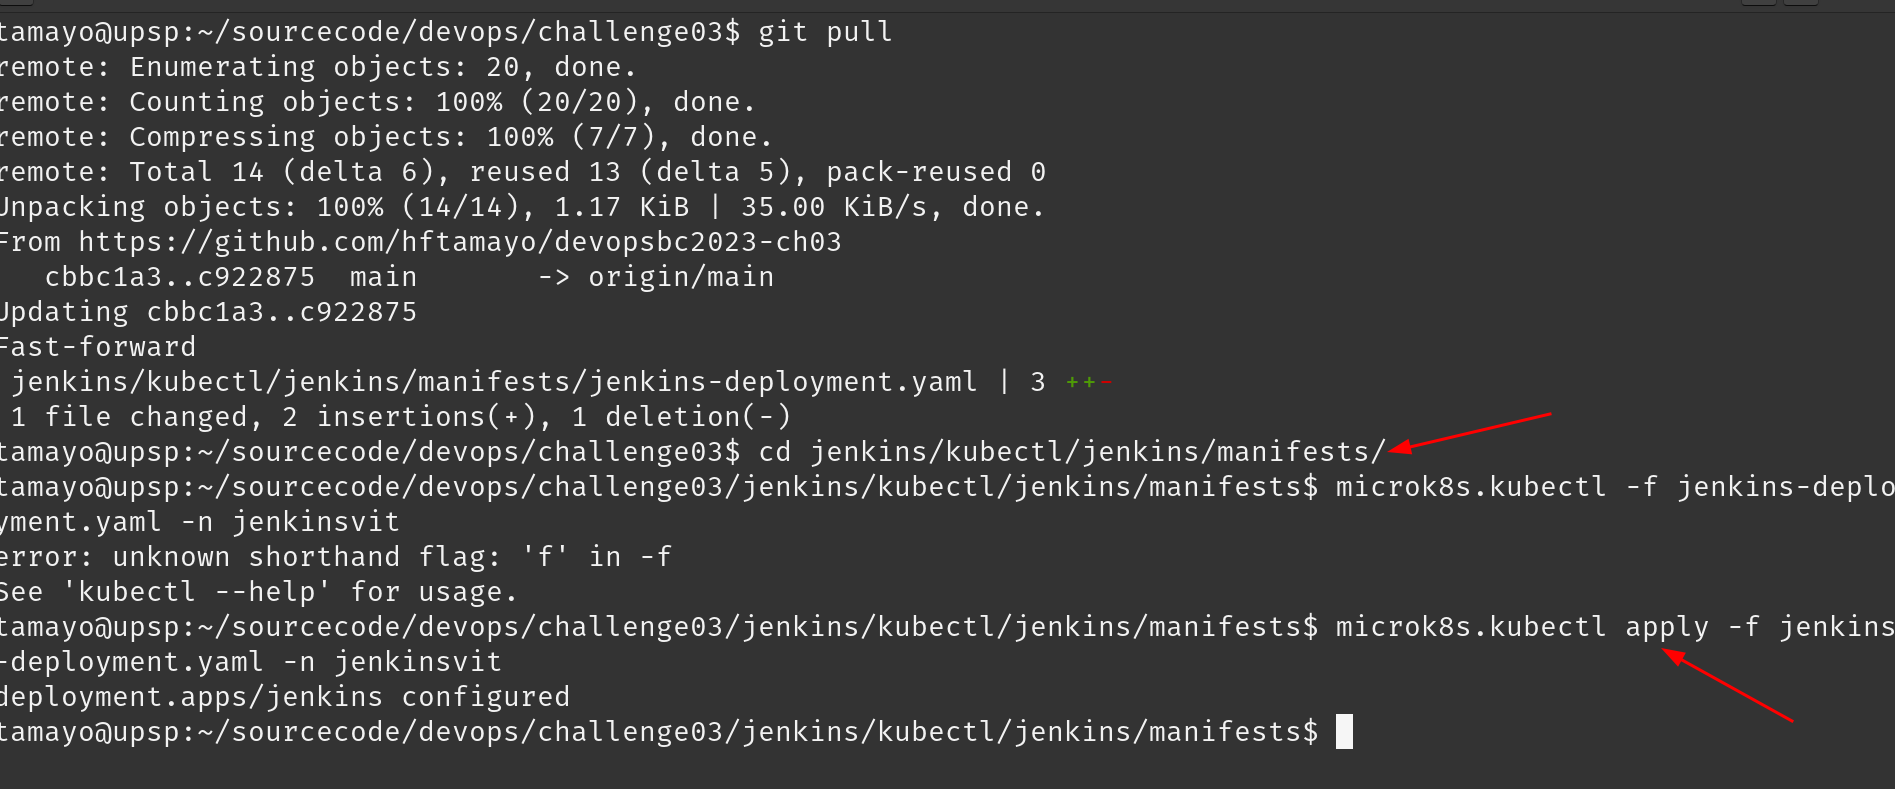 tamayo@upsp:~/sourcecode/devops/challenge03$ git pull
remote: Enumerating objects: 20, done.
remote: Counting objects: 100% (20/20), done.
remote: Compressing objects: 100% (7/7), done.
remote: Total 14 (delta 6), reused 13 (delta 5), pack-reused 0
Unpacking objects: 100% (14/14), 1.17 KiB | 35.00 KiB/s, done.
From https://github.com/hftamayo/devopsbc2023-ch03
   cbbc1a3..c922875  main       -> origin/main
Updating cbbc1a3..c922875
Fast-forward
 jenkins/kubectl/jenkins/manifests/jenkins-deployment.yaml | 3 ++-
 1 file changed, 2 insertions(+), 1 deletion(-)
tamayo@upsp:~/sourcecode/devops/challenge03$ cd jenkins/kubectl/jenkins/manifests/
tamayo@upsp:~/sourcecode/devops/challenge03/jenkins/kubectl/jenkins/manifests$ microk8s.kubectl -f jenkins-deplo
yment.yaml -n jenkinsvit
error: unknown shorthand flag: 'f' in -f
See 'kubectl --help' for usage.
tamayo@upsp:~/sourcecode/devops/challenge03/jenkins/kubectl/jenkins/manifests$ microk8s.kubectl apply -f jenkins
-deployment.yaml -n jenkinsvit
deployment.apps/jenkins configured
tamayo@upsp:~/sourcecode/devops/challenge03/jenkins/kubectl/jenkins/manifests$